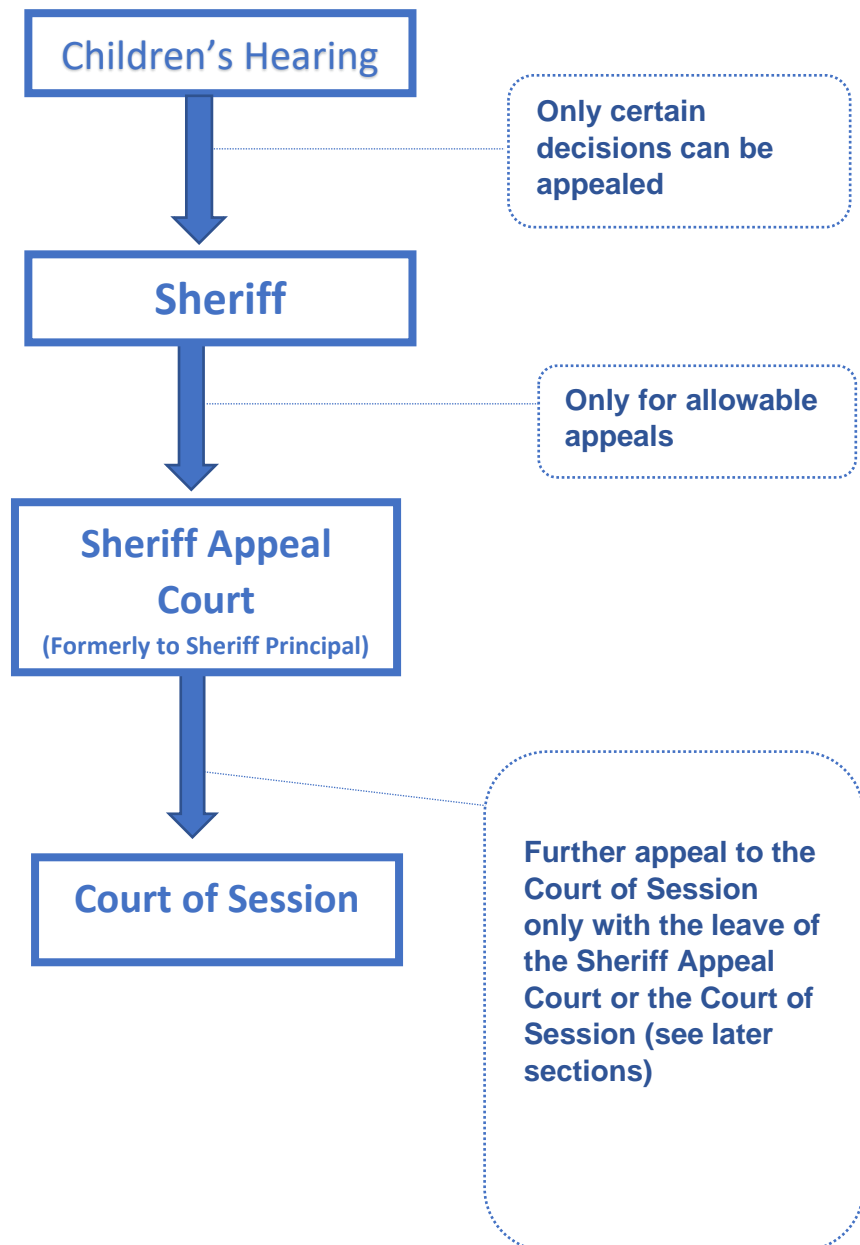 Children’s Hearing
Only certain
decisions can be
appealed
Sheriff
Only for allowable
appeals
Sheriff Appeal
Court
(Formerly to Sheriff Principal)
Court of Session
Further appeal to the
Court of Session
only with the leave of
the Sheriff Appeal
Court or the Court of
Session (see later
sections)